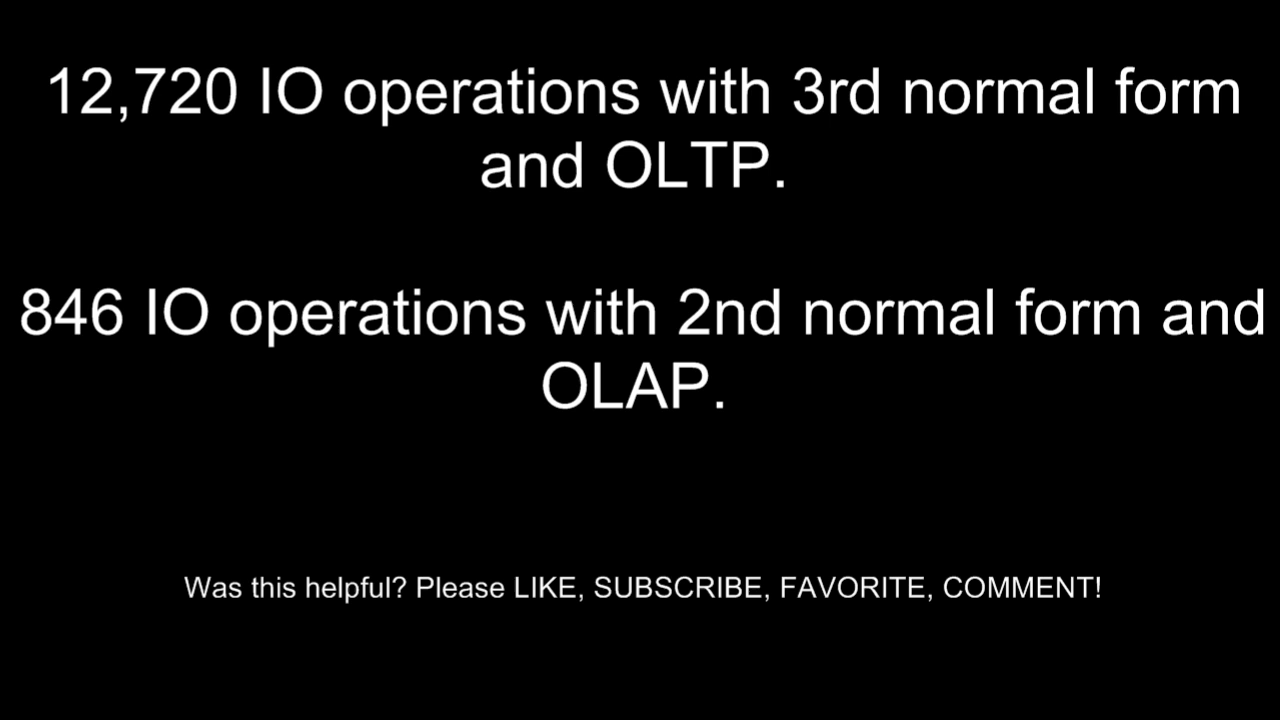 12,720 IO operations with 3rd normal form
and OLTP.
846 IO operations with 2nd normal form and
OLAP.
Was this helpful? Please LIKE, SUBSCRIBE, FAVORITE, COMMENT!